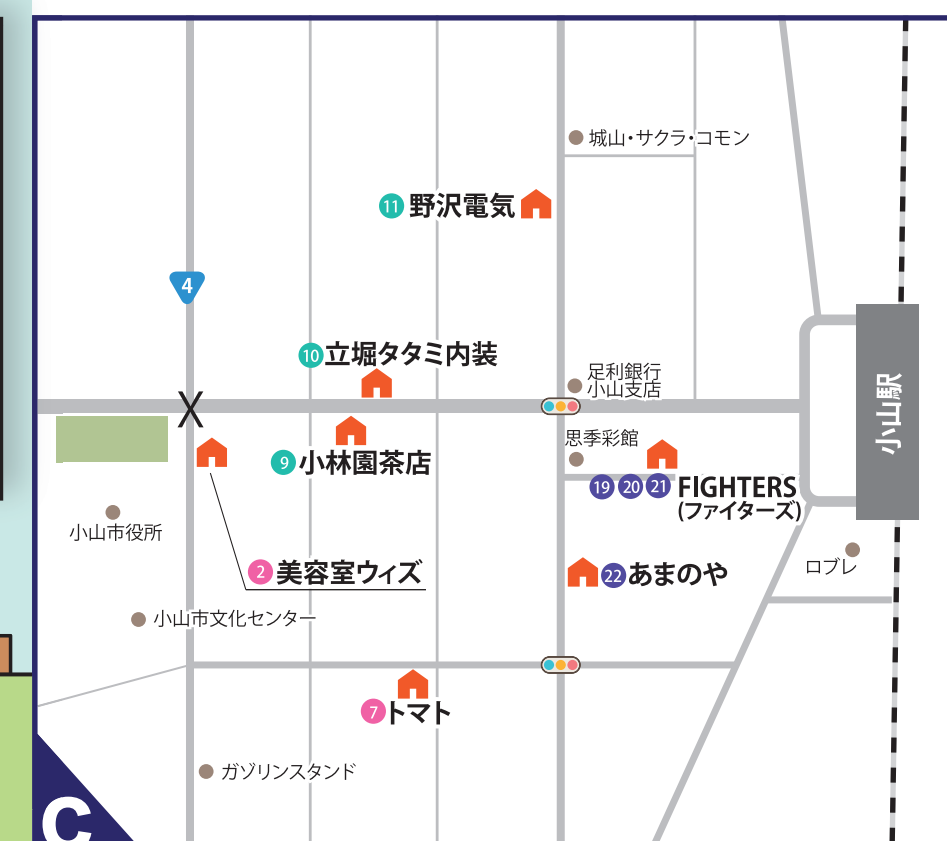 城山・サクラ・コモン
11 野沢電気
4
10 立堀タタミ内装
足利銀行
小山支店
小山駅
X
思季彩館
9 小林園茶店
19 20 21 FIGHTERS
(ファイターズ)
小山市役所
ロブレ
2 美容室ウィズ
22 あまのや
小山市文化センター
7 トマト
ガゾリンスタンド
C